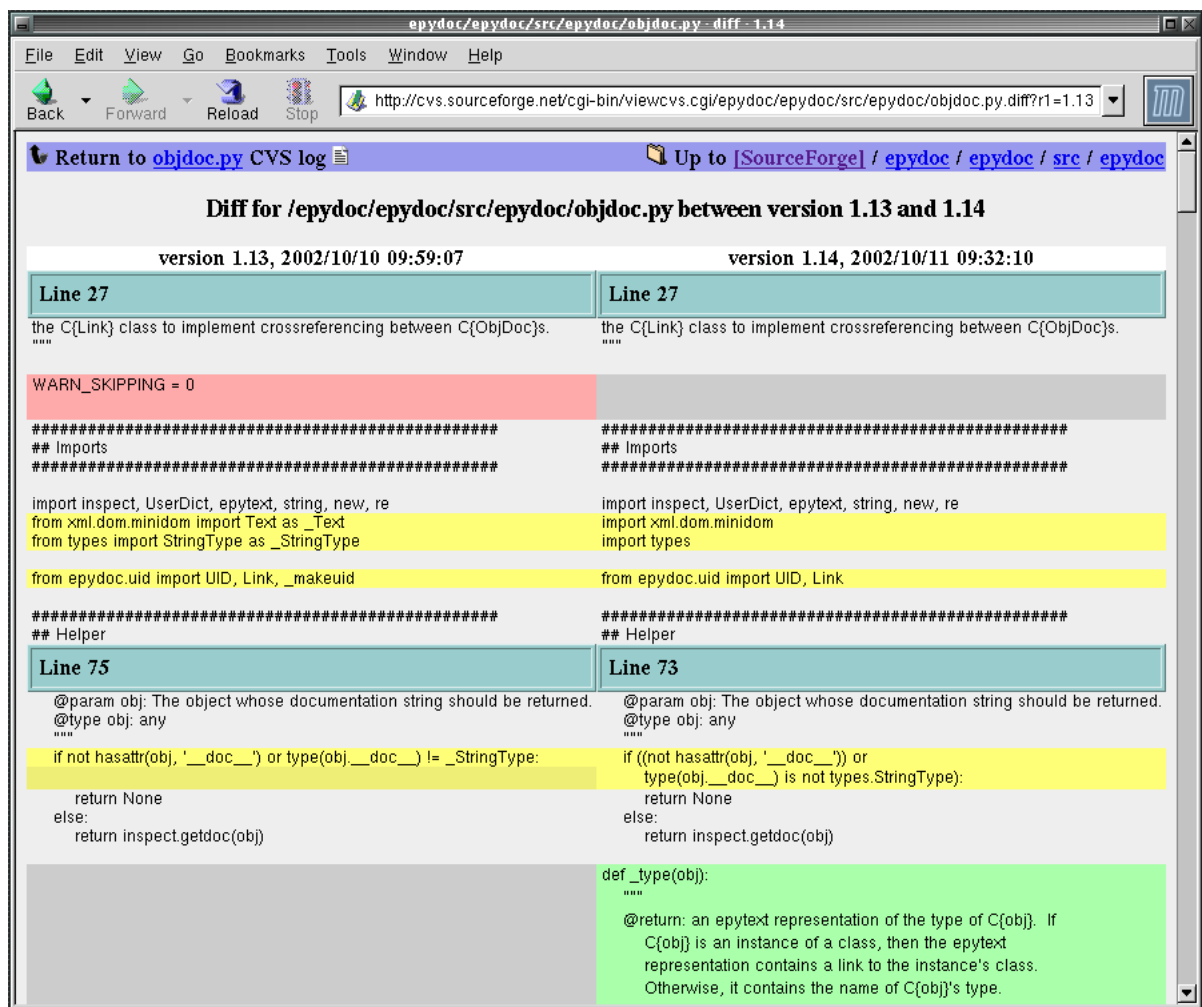 epydoc/epydoc/src/epydoc/objdoc.py - diff - 1.14
File Edit View Go Bookmarks Tools Window Help
Back Forward Reload Stop http://cvs.sourceforge.net/cgi-bin/viewcvs.cgi/epydoc/epydoc/src/epydoc/objdoc.py.diff?r1=1.13
Return to objdoc.py CVS log Up to [SourceForge] / epydoc / epydoc / src / epydoc
Diff for /epydoc/epydoc/src/epydoc/objdoc.py between version 1.13 and 1.14
version 1.13, 2002/10/10 09:59:07
Line 27
the C{Link} class to implement crossreferencing between C{ObjDoc}s.
"""
WARN_SKIPPING = 0
##################################################
## Imports
##################################################
import inspect, UserDict, epytext, string, new, re
from xml.dom.minidom import Text as _Text
from types import StringType as _StringType
from epydoc.uid import UID, Link, _makeuid
##################################################
## Helper
Line 75
@param obj: The object whose documentation string should be returned.
@type obj: any
"""
if not hasattr(obj, '__doc__') or type(obj.__doc__) != _StringType:
return None
else:
return inspect.getdoc(obj)
version 1.14, 2002/10/11 09:32:10
Line 27
the C{Link} class to implement crossreferencing between C{ObjDoc}s.
"""
##################################################
## Imports
##################################################
import inspect, UserDict, epytext, string, new, re
import xml.dom.minidom
import types
from epydoc.uid import UID, Link
##################################################
## Helper
Line 73
@param obj: The object whose documentation string should be returned.
@type obj: any
"""
if ((not hasattr(obj, '__doc__')) or
type(obj.__doc__) is not types.StringType):
return None
else:
return inspect.getdoc(obj)
def _type(obj):
"""
@return: an epytext representation of the type of C{obj}. If
C{obj} is an instance of a class, then the epytext
representation contains a link to the instance's class.
Otherwise, it contains the name of C{obj}'s type.